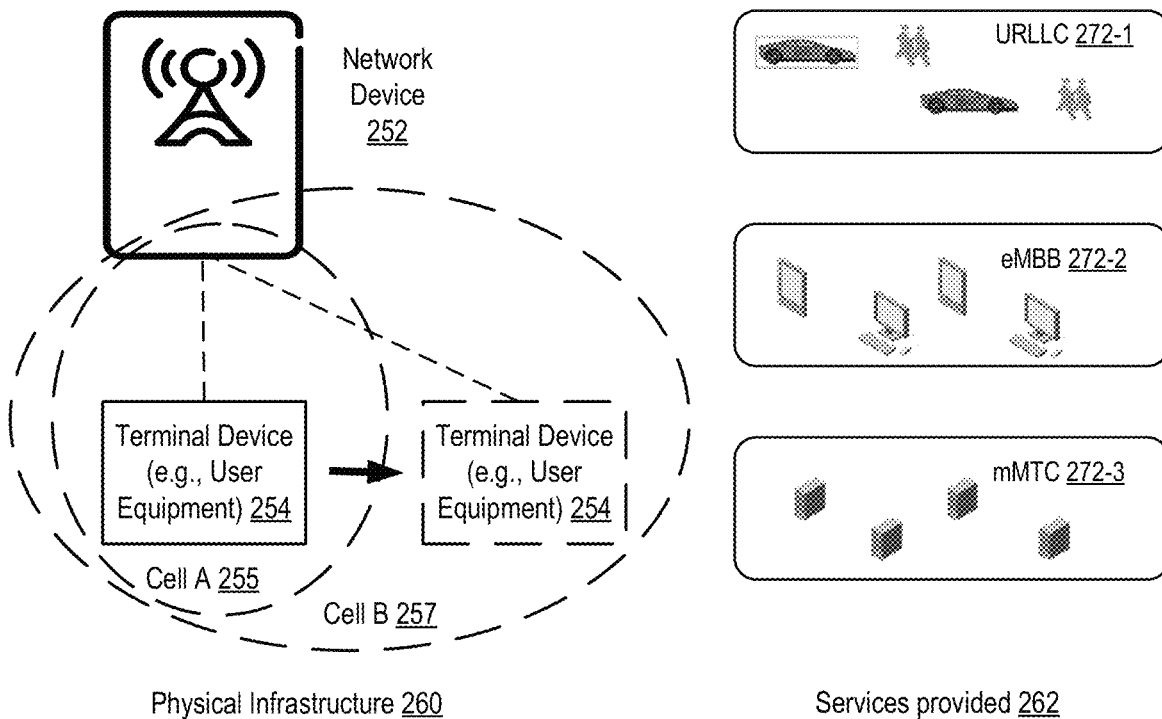 Network
Device
252
Terminal Device
(e.g., User
Equipment) 254
Terminal Device
(e.g., User
Equipment) 254
Cell A 255
Cell B 257
Physical Infrastructure 260
URLLC 272-1
eMBB 272-2
mMTC 272-3
Services provided 262